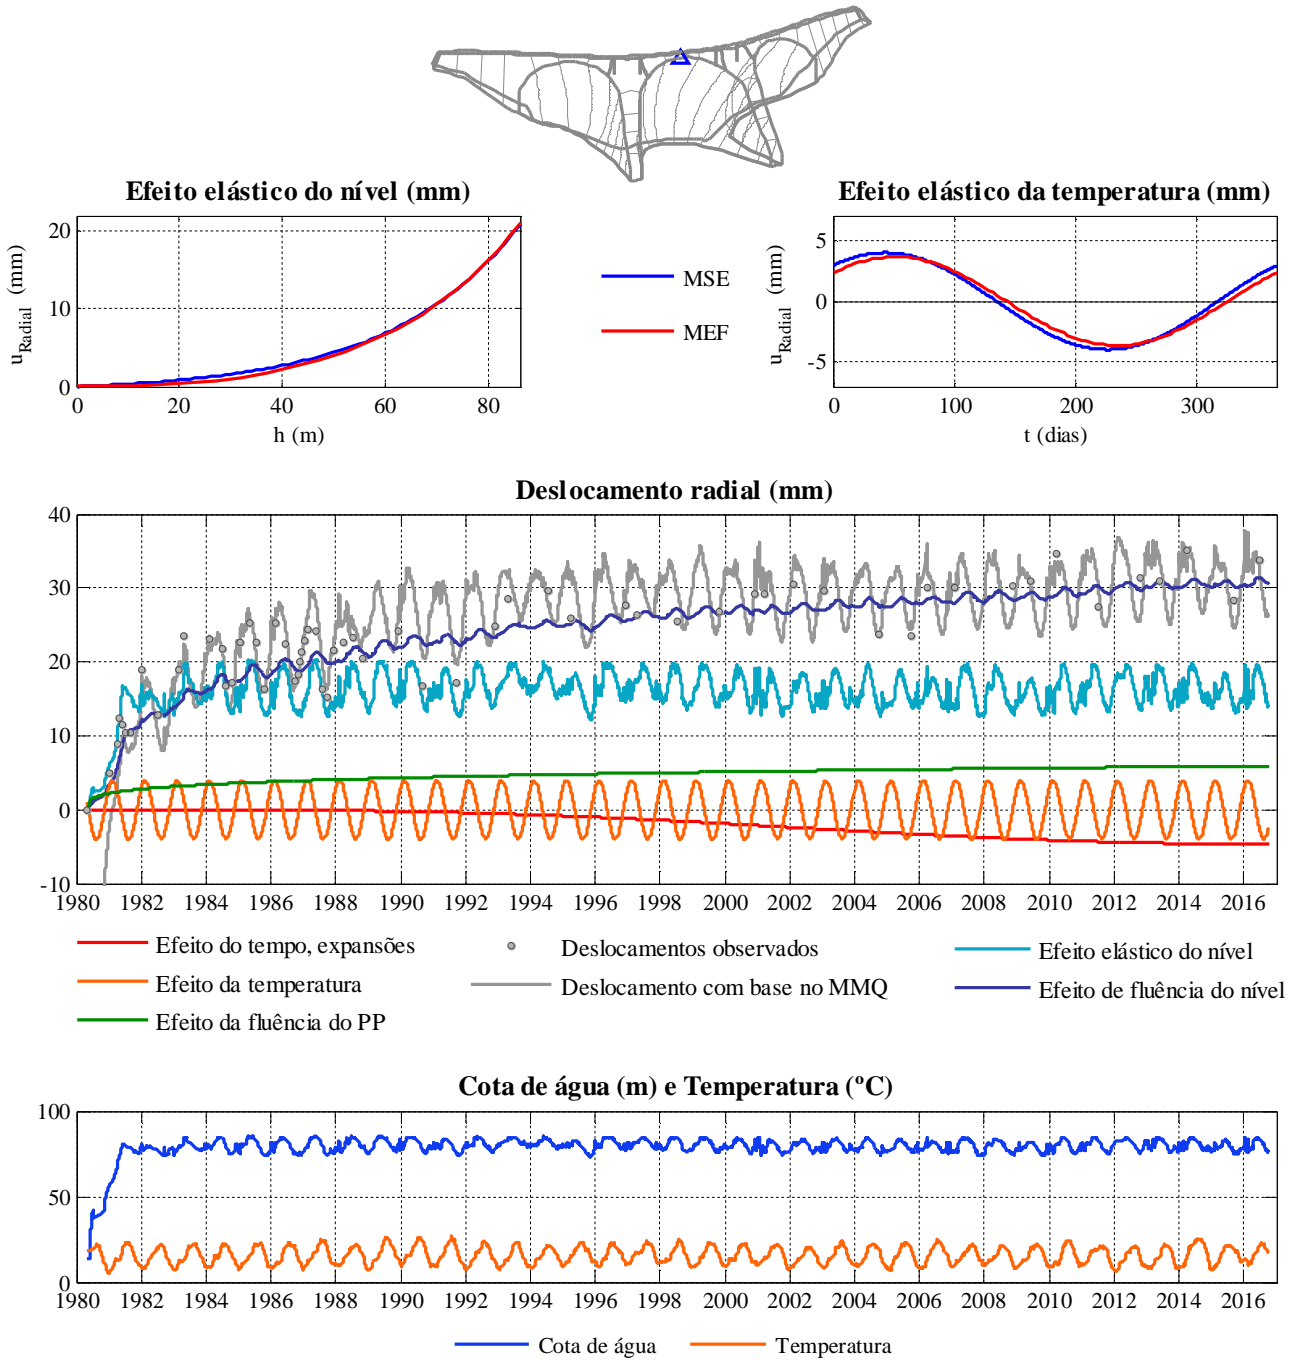 Efeito elástico do nível (mm)
Efeito elástico da temperatura (mm)
u_Radial (mm)
20
10
0
0 20 40 60 80
h (m)
MSE
MEF
u_Radial (mm)
5
0
-5
0 100 200 300
t (dias)
Deslocamento radial (mm)
40
30
20
10
0
-10
1980 1982 1984 1986 1988 1990 1992 1994 1996 1998 2000 2002 2004 2006 2008 2010 2012 2014 2016
Efeito do tempo, expansões
Deslocamentos observados
Efeito elástico do nível
Efeito da temperatura
Deslocamento com base no MMQ
Efeito de fluência do nível
Efeito da fluência do PP
Cota de água (m) e Temperatura (ºC)
100
50
0
1980 1982 1984 1986 1988 1990 1992 1994 1996 1998 2000 2002 2004 2006 2008 2010 2012 2014 2016
Cota de água
Temperatura